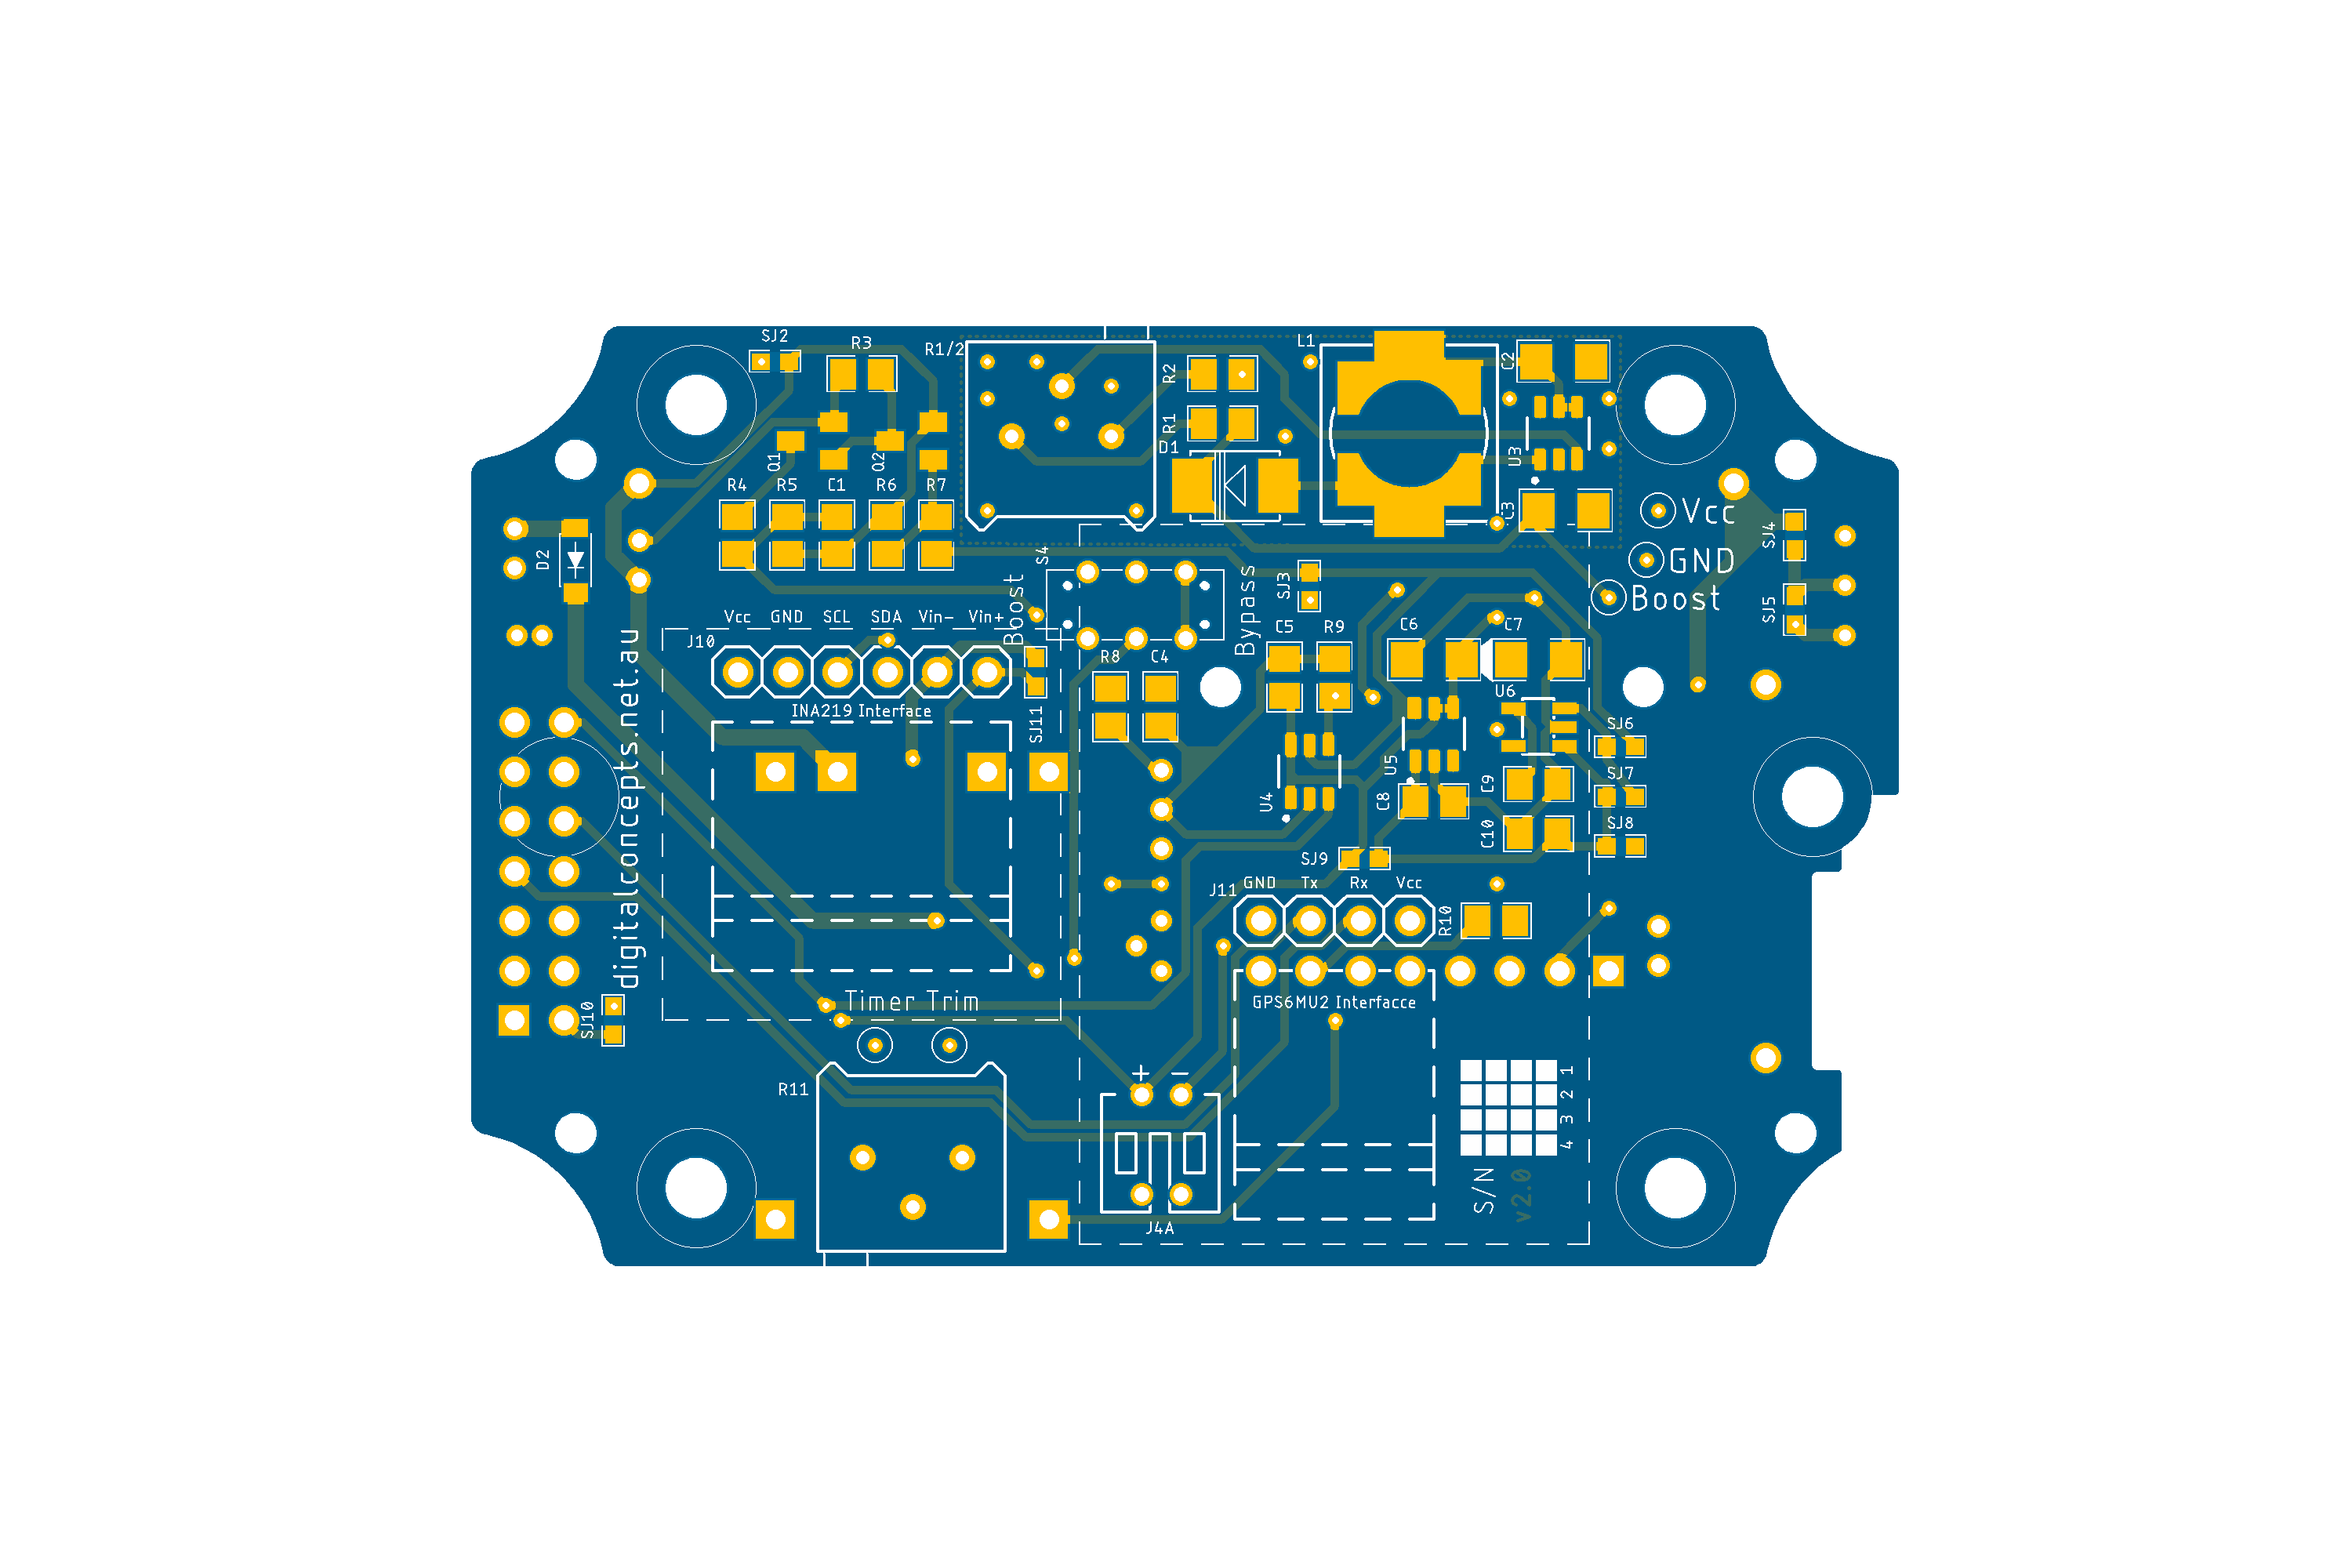 SJ2
R3
R1/2
L1
C2
R2
R1
D1
Q1
Q2
U3
R4
R5
C1
R6
R7
C3
Vcc
GND
Boost
SJ4
SJ5
D2
S4
Boost
Bypass
SJ3
Vcc GND SCL SDA Vin- Vin+
J10
INA219 Interface
SJ11
R8
C4
C5
R9
C6
C7
U6
U5
U4
SJ6
SJ7
SJ8
C9
C10
C8
SJ9
digitalconcepts.net.au
J11
GND Tx Rx Vcc
R10
GPS6MU2 Interfacce
SJ10
Timer Trim
R11
+ -
J4A
1
2
3
4
S/N
v2.0